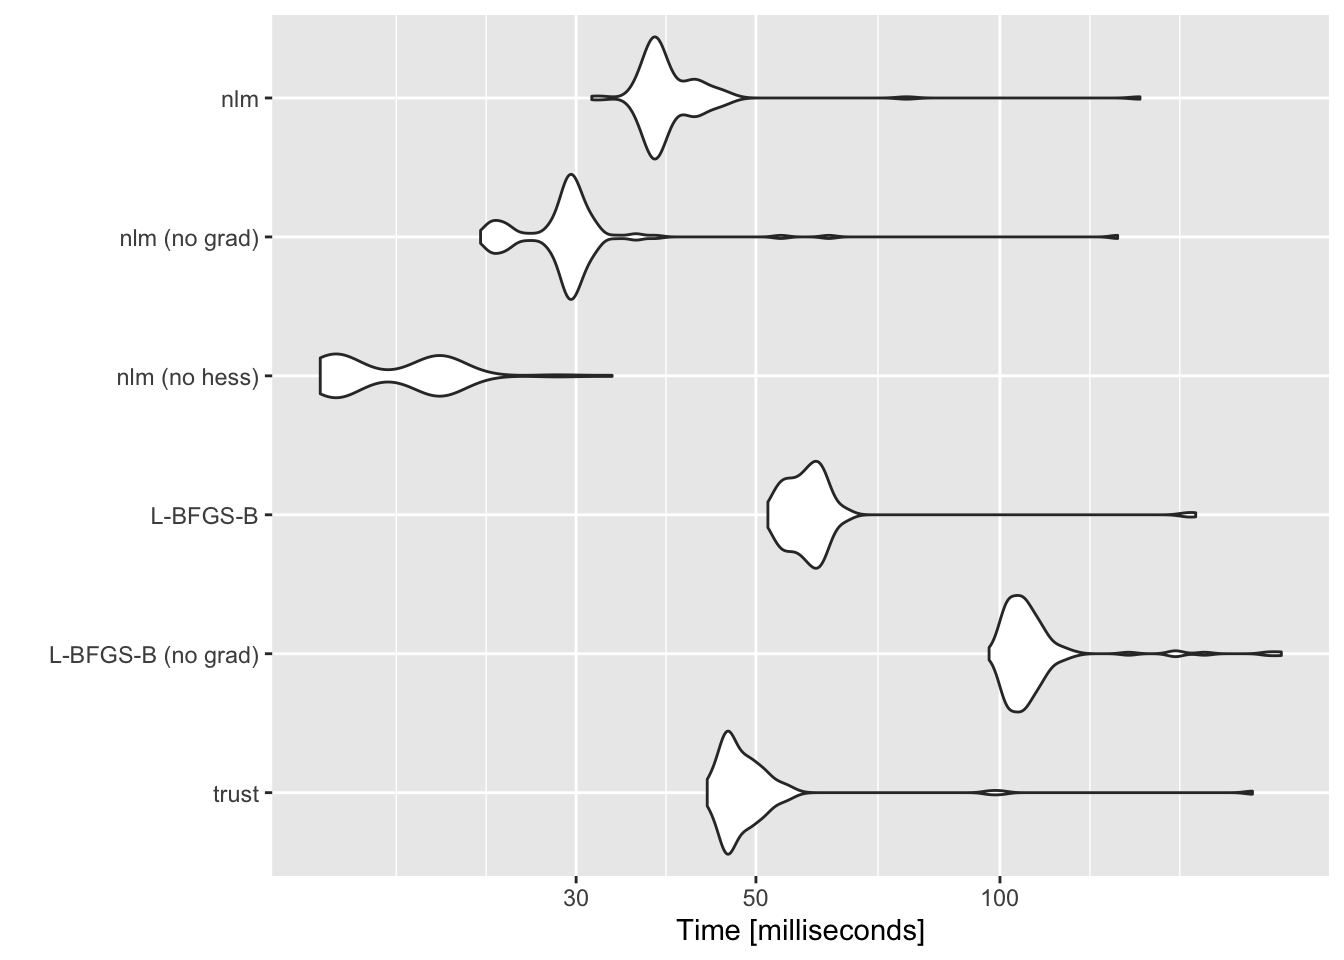 nlm
nlm (no grad)
nlm (no hess)
L-BFGS-B
L-BFGS-B (no grad)
trust
30 50 100
Time [milliseconds]